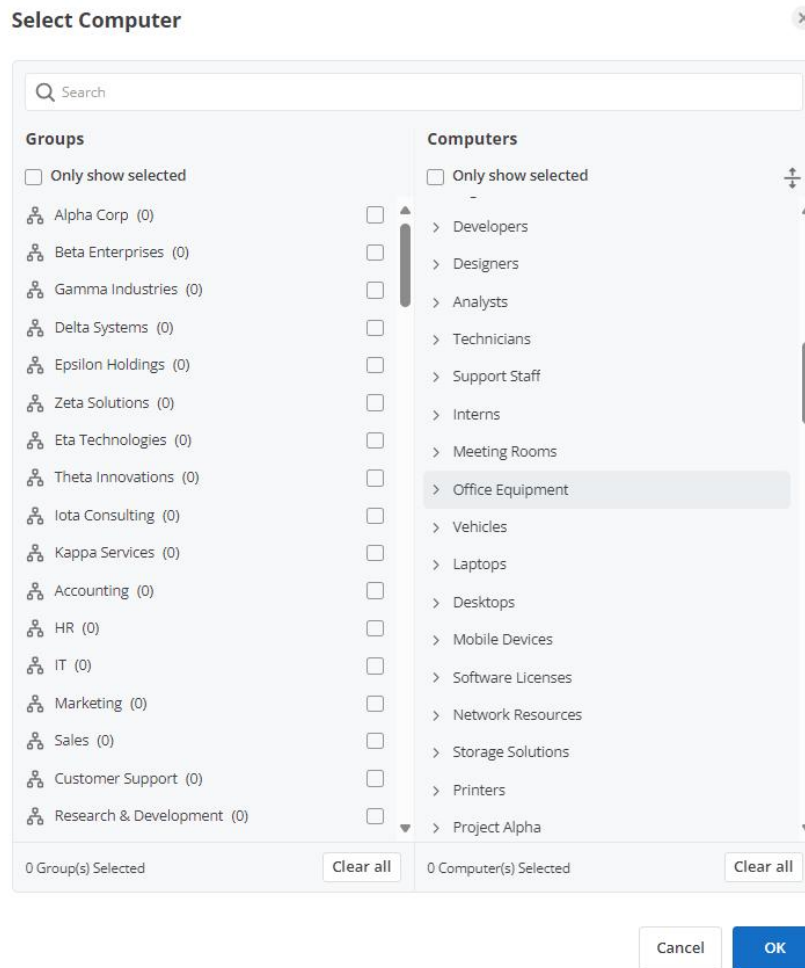 Select Computer
Search
Groups
Only show selected
Alpha Corp (0)
Beta Enterprises (0)
Gamma Industries (0)
Delta Systems (0)
Epsilon Holdings (0)
Zeta Solutions (0)
Eta Technologies (0)
Theta Innovations (0)
Iota Consulting (0)
Kappa Services (0)
Accounting (0)
HR (0)
IT (0)
Marketing (0)
Sales (0)
Customer Support (0)
Research & Development (0)
0 Group(s) Selected
Clear all
Computers
Only show selected
Developers
Designers
Analysts
Technicians
Support Staff
Interns
Meeting Rooms
Office Equipment
Vehicles
Laptops
Desktops
Mobile Devices
Software Licenses
Network Resources
Storage Solutions
Printers
Project Alpha
0 Computer(s) Selected
Clear all
Cancel
OK